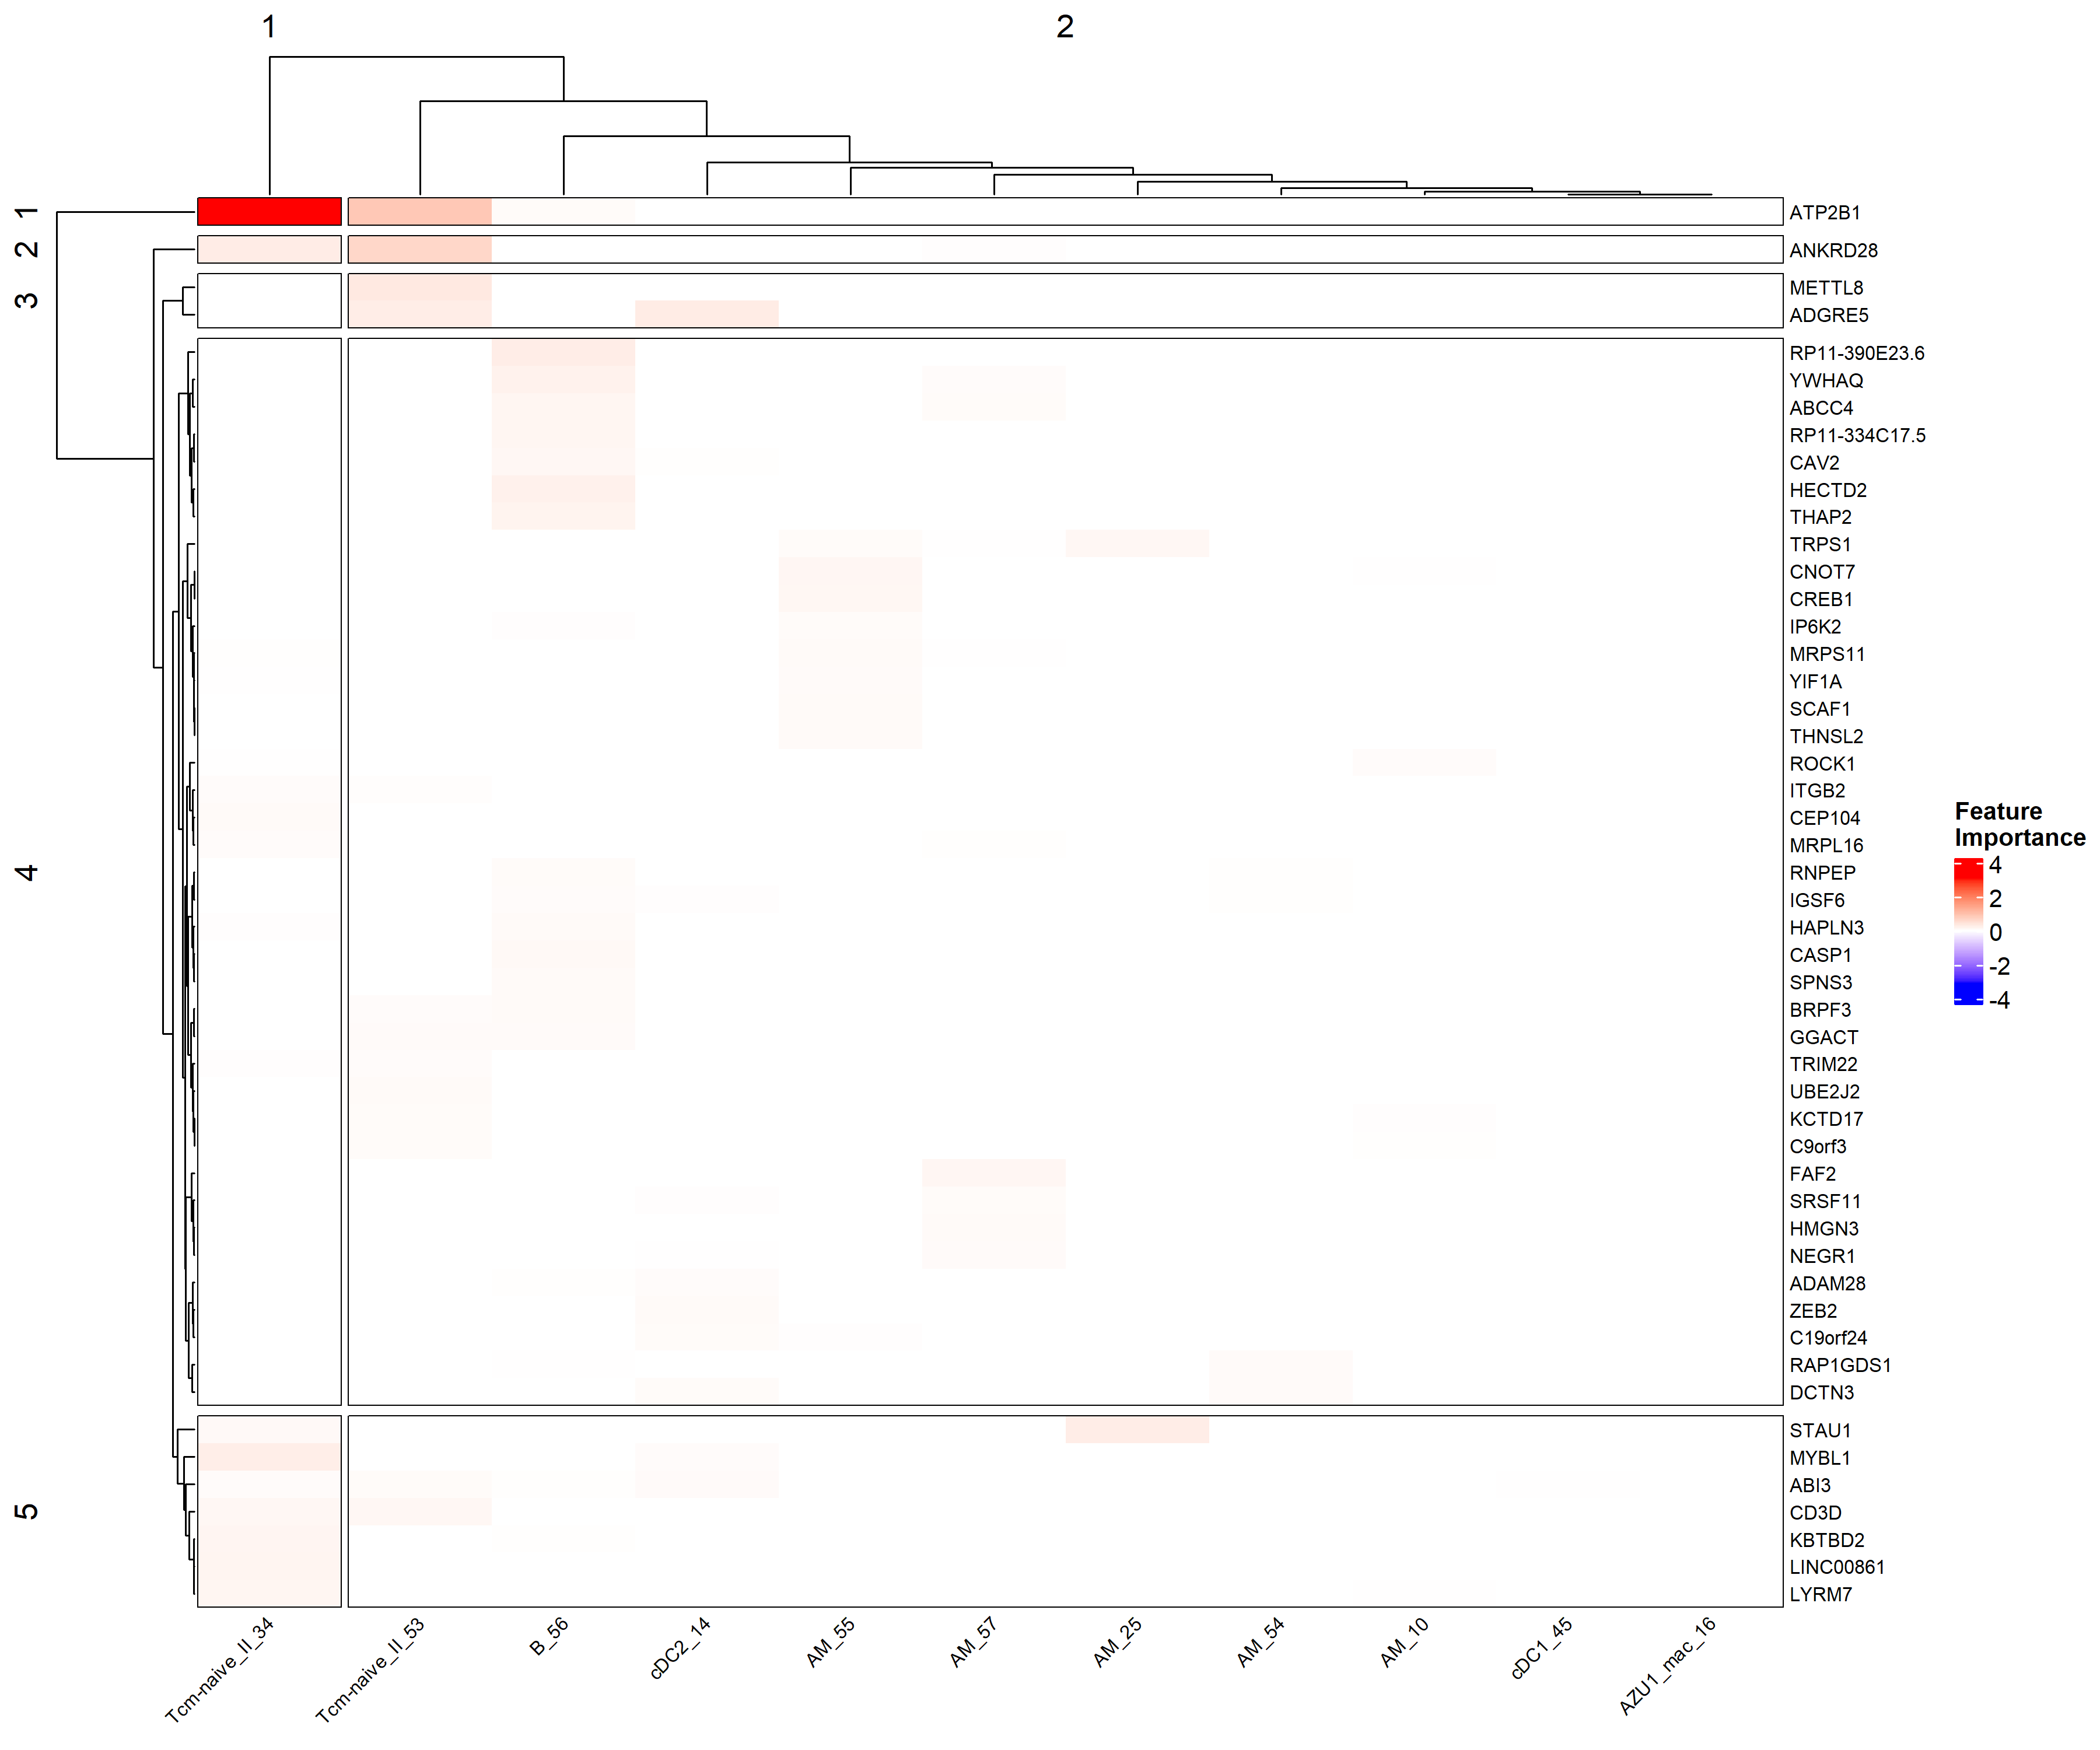 1
2
1
2
3
4
5
ATP2B1
ANKRD28
METTL8
ADGRE5
RP11-390E23.6
YWHAQ
ABCC4
RP11-334C17.5
CAV2
HECTD2
THAP2
TRPS1
CNOT7
CREB1
IP6K2
MRPS11
YIF1A
SCAF1
THNSL2
ROCK1
ITGB2
CEP104
MRPL16
RNPEP
IGSF6
HAPLN3
CASP1
SPNS3
BRPF3
GGACT
TRIM22
UBE2J2
KCTD17
C9orf3
FAF2
SRSF11
HMGN3
NEGR1
ADAM28
ZEB2
C19orf24
RAP1GDS1
DCTN3
STAU1
MYBL1
ABI3
CD3D
KBTBD2
LINC00861
LYRM7
Tcm-naive_II_34
Tcm-naive_II_53
B_56
cDC2_14
AM_55
AM_57
AM_25
AM_54
AM_10
cDC1_45
AZU1_mac_16
Feature
Importance
4
2
0
-2
-4